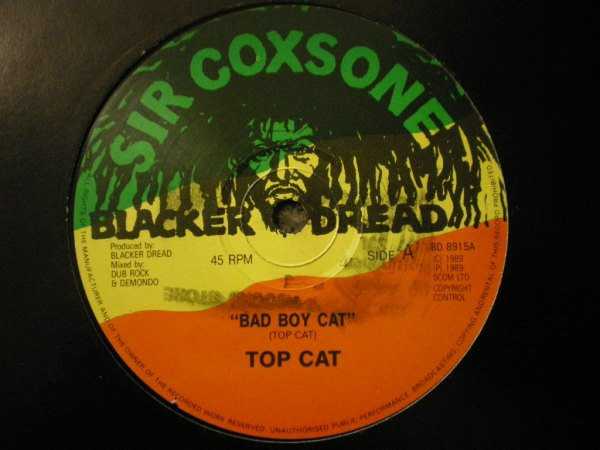 SIR COXSONE
BLACKER DREAD
Produced by:
BLACKER DREAD
Mixed by:
DUB ROCK
& DEMONDO
45 RPM
SIDE A
BD 8915A
(C) 1989
(P) 1989
SCDM LTD.
COPYRIGHT
CONTROL.
"BAD BOY CAT"
(TOP CAT)
TOP CAT
ALL RIGHTS OF THE MANUFACTURER AND OF THE OWNER OF THE RECORDED WORK RESERVED. UNAUTHORISED PUBLIC PERFORMANCE, BROADCASTING, COPYING AND RENTAL OF THIS RECORD PROHIBITED